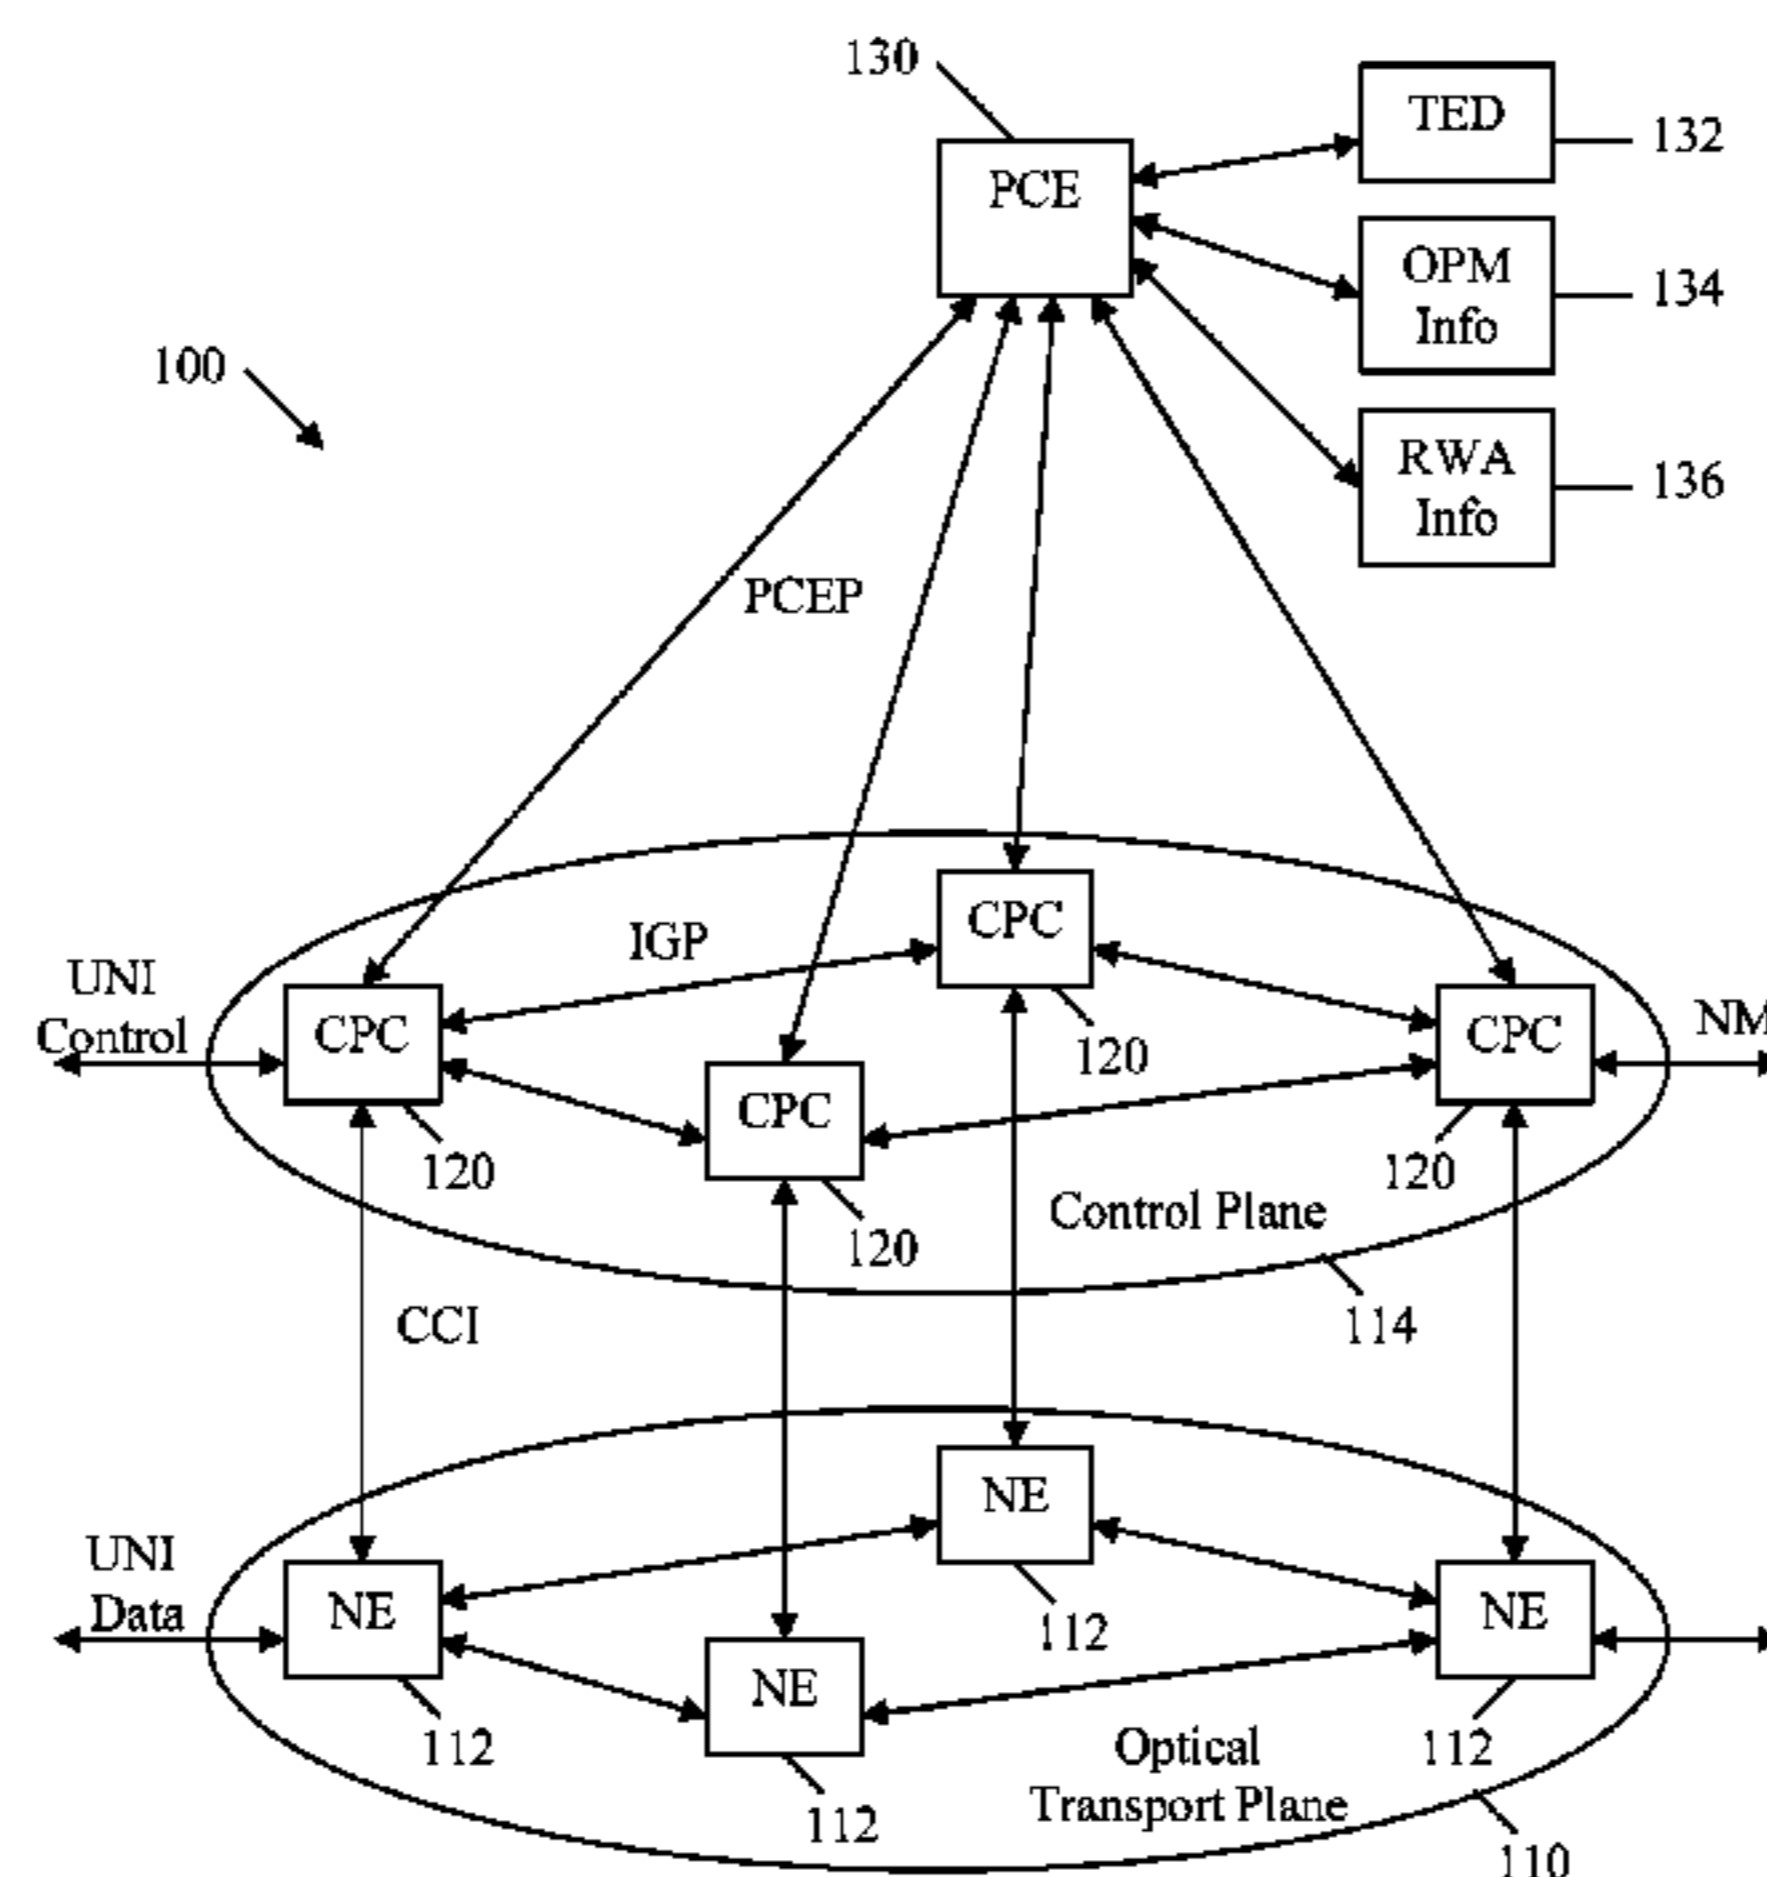 130
TED
132
PCE
OPM
Info
134
100
RWA
Info
136
PCEP
CPC
IGP
UNI
Control
CPC
120
CPC
NM
CPC
120
120
120
Control Plane
114
CCI
NE
UNI
Data
NE
112
NE
NE
112
112
112
Optical
Transport Plane
110